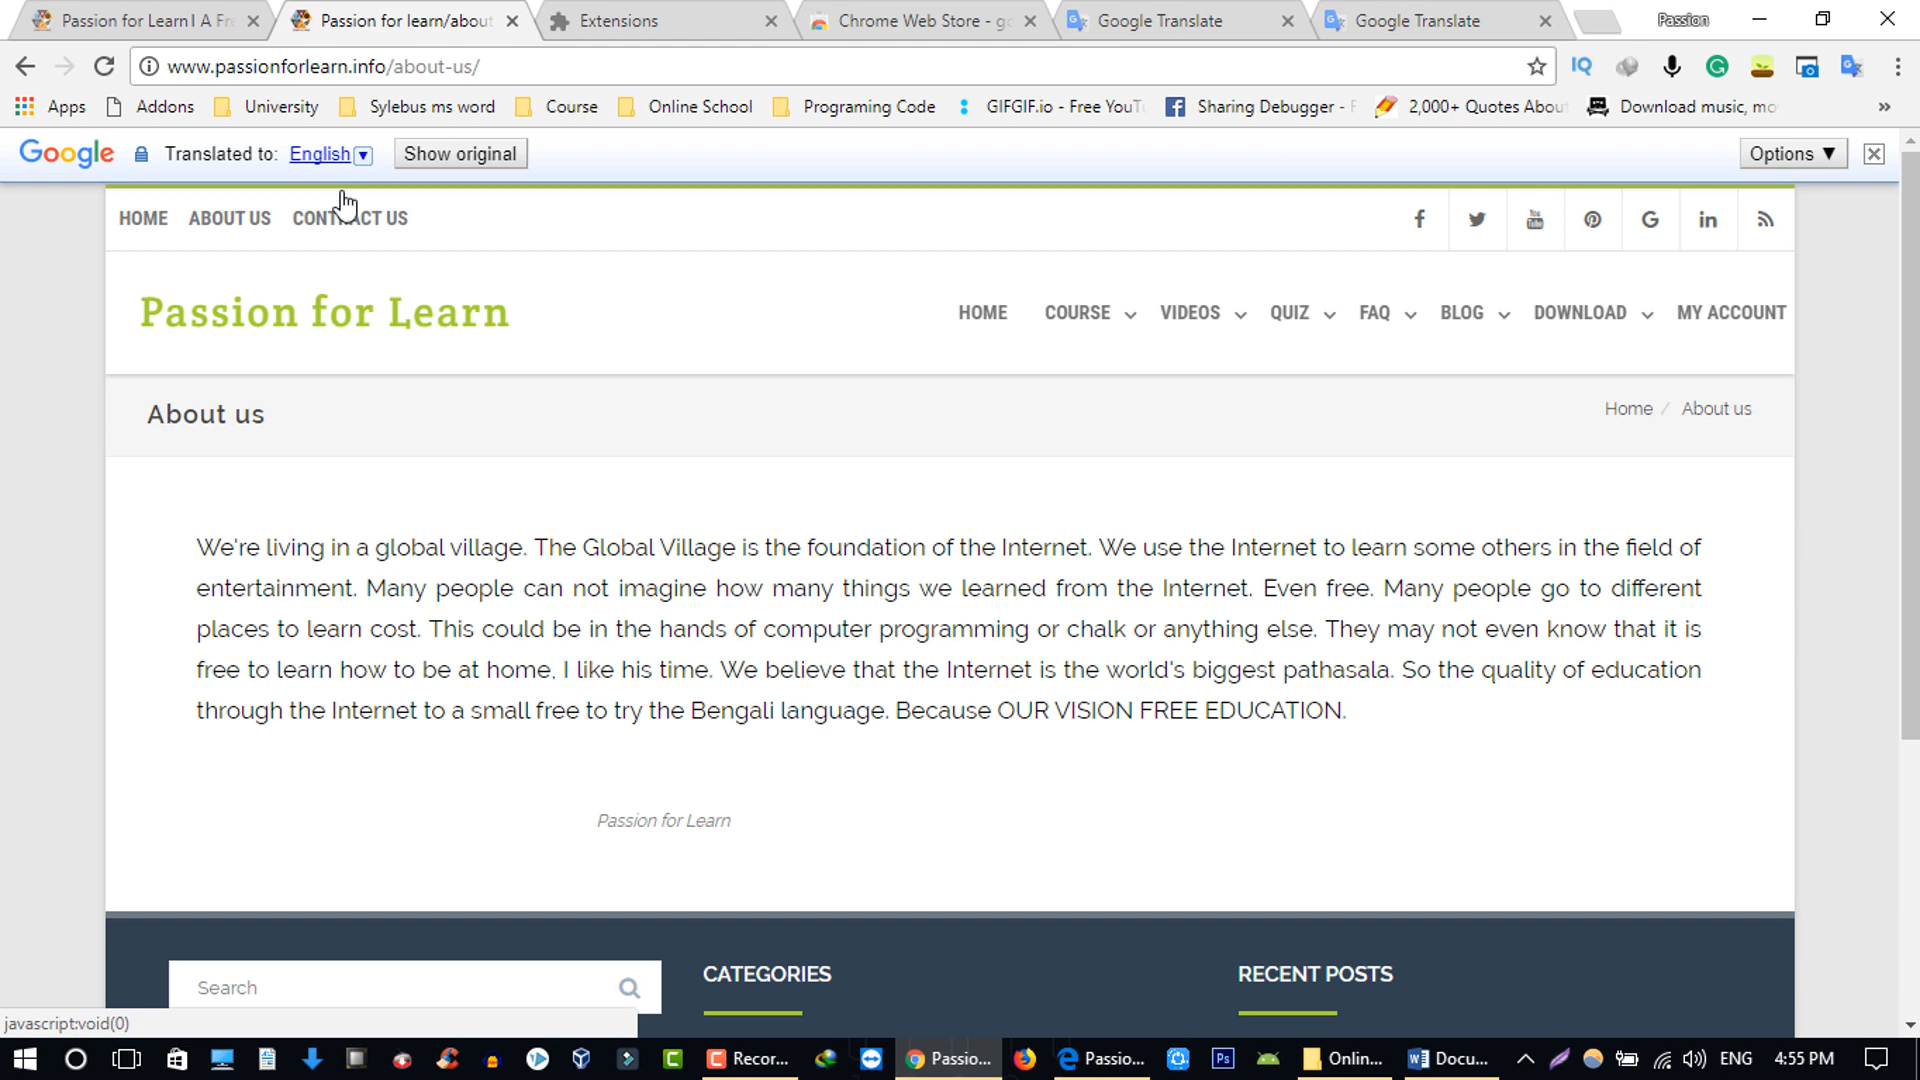 Passion for Learn l A Fre
Passion for learn/about
Extensions
Chrome Web Store - go
Google Translate
Google Translate
Passion
www.passionforlearn.info/about-us/
Apps
Addons
University
Sylebus ms word
Course
Online School
Programing Code
GIFGIF.io - Free YouT
Sharing Debugger - F
2,000+ Quotes Abou
Download music, mo
Google Translated to: English Show original Options ▼
HOME ABOUT US CONTRACT US
Passion for Learn
HOME COURSE VIDEOS QUIZ FAQ BLOG DOWNLOAD MY ACCOUNT
About us
Home / About us
We're living in a global village. The Global Village is the foundation of the Internet. We use the Internet to learn some others in the field of
entertainment. Many people can not imagine how many things we learned from the Internet. Even free. Many people go to different
places to learn cost. This could be in the hands of computer programming or chalk or anything else. They may not even know that it is
free to learn how to be at home, I like his time. We believe that the Internet is the world's biggest pathasala. So the quality of education
through the Internet to a small free to try the Bengali language. Because OUR VISION FREE EDUCATION.
Passion for Learn
Search
CATEGORIES
RECENT POSTS
javascript:void(0)
Recor...
Passio...
Passio...
Onlin...
Docu...
ENG
4:55 PM